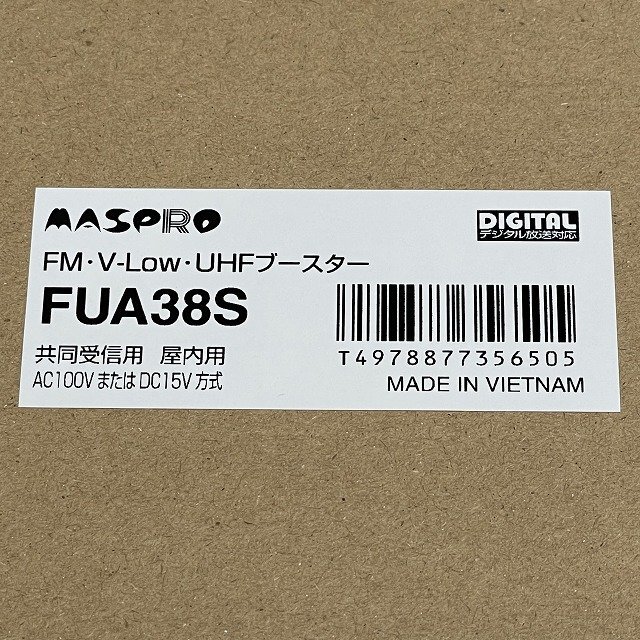 MASPRO
DIGITAL
デジタル放送対応
FM・V-Low・UHFブースター
FUA38S
T4978877356505
共同受信用 屋内用
AC100VまたはDC15V方式
MADE IN VIETNAM